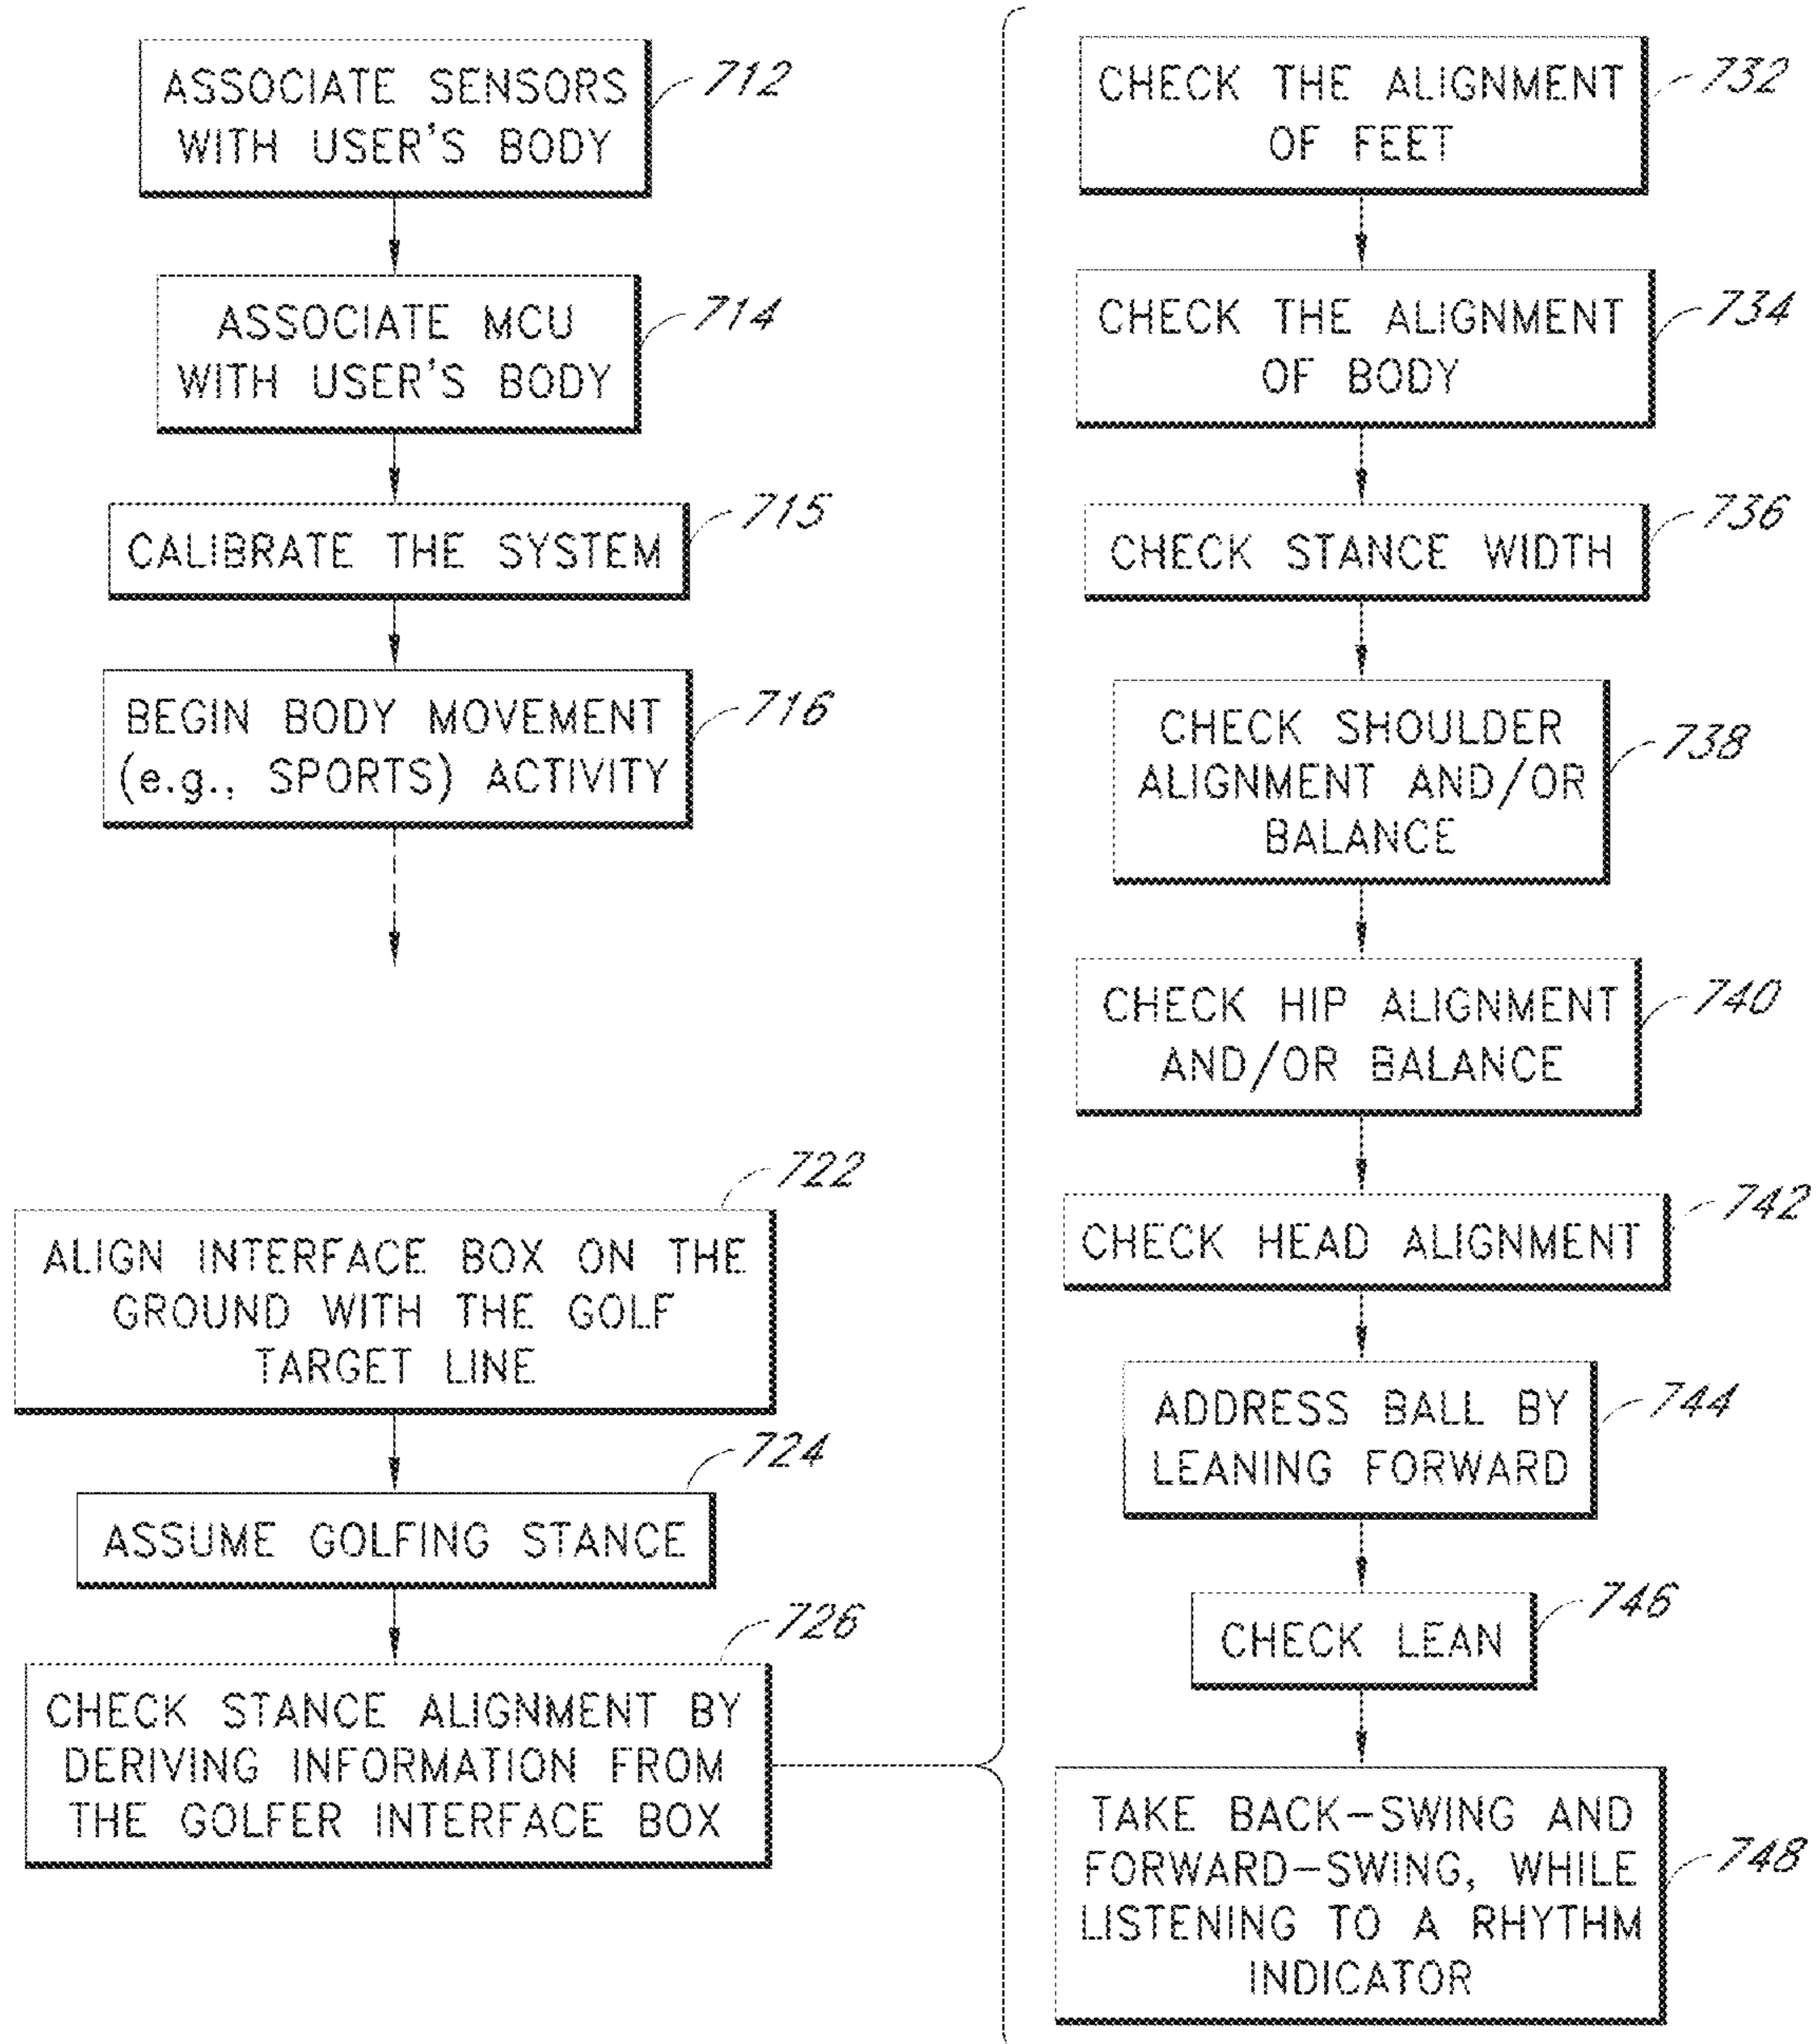 ASSOCIATE SENSORS
WITH USER'S BODY
712
ASSOCIATE MCU
WITH USER'S BODY
714
CALIBRATE THE SYSTEM
715
BEGIN BODY MOVEMENT
(e.g., SPORTS) ACTIVITY
716
722
ALIGN INTERFACE BOX ON THE
GROUND WITH THE GOLF
TARGET LINE
724
ASSUME GOLFING STANCE
726
CHECK STANCE ALIGNMENT BY
DERIVING INFORMATION FROM
THE GOLFER INTERFACE BOX
CHECK THE ALIGNMENT
OF FEET
732
CHECK THE ALIGNMENT
OF BODY
734
CHECK STANCE WIDTH
736
CHECK SHOULDER
ALIGNMENT AND/OR
BALANCE
738
CHECK HIP ALIGNMENT
AND/OR BALANCE
740
CHECK HEAD ALIGNMENT
742
ADDRESS BALL BY
LEANING FORWARD
744
CHECK LEAN
746
TAKE BACK-SWING AND
FORWARD-SWING, WHILE
LISTENING TO A RHYTHM
INDICATOR
748